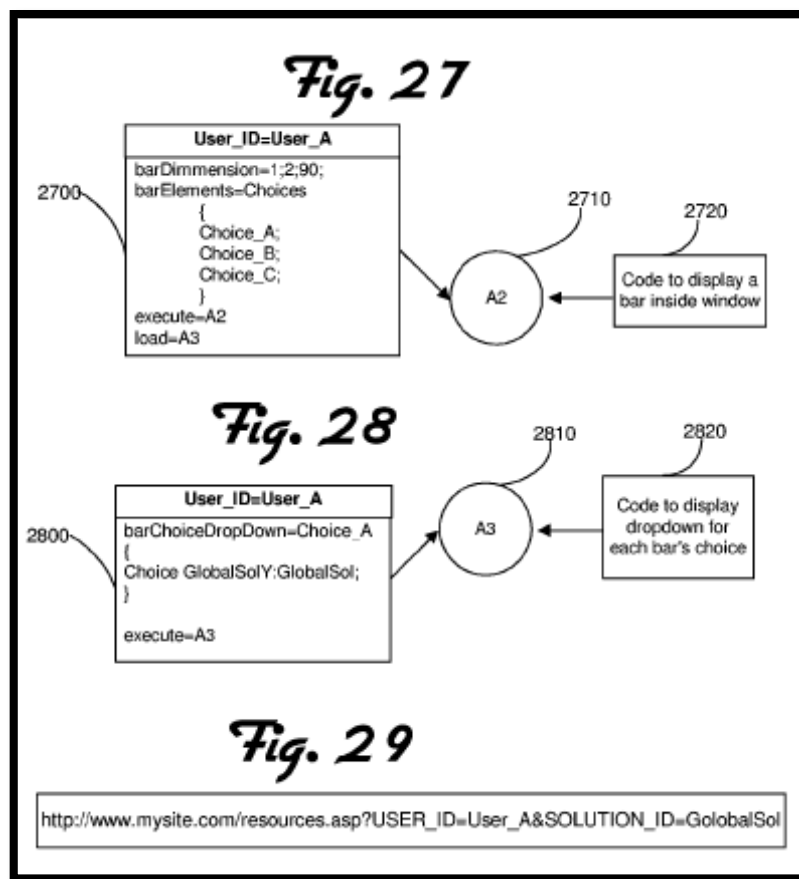 Fig. 27
User_ID=User_A
barDimmension=1;2;90;
barElements=Choices
{
Choice_A;
Choice_B;
Choice_C;
}
execute=A2
load=A3
2700
A2
2710
2720
Code to display a
bar inside window
Fig. 28
User_ID=User_A
barChoiceDropDown=Choice_A
{
Choice GlobalSolY:GlobalSol;
}
execute=A3
2800
A3
2810
2820
Code to display
dropdown for
each bar's choice
Fig. 29
http://www.mysite.com/resources.asp?USER_ID=User_A&SOLUTION_ID=GolobalSol